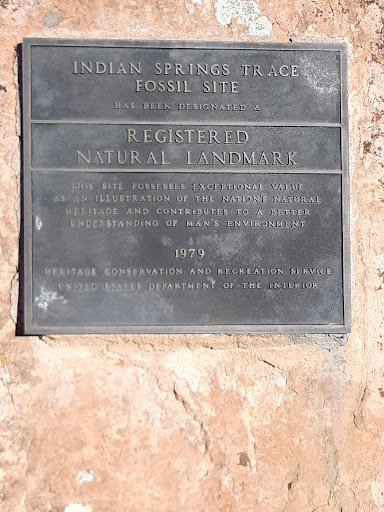 INDIAN SPRINGS TRACE
FOSSIL SITE
HAS BEEN DESIGNATED A
REGISTERED
NATURAL LANDMARK
THIS SITE POSSESSES EXCEPTIONAL VALUE
AS AN ILLUSTRATION OF THE NATION'S NATURAL
HERITAGE AND CONTRIBUTES TO A BETTER
UNDERSTANDING OF MAN'S ENVIRONMENT
1979
HERITAGE CONSERVATION AND RECREATION SERVICE
UNITED STATES DEPARTMENT OF THE INTERIOR